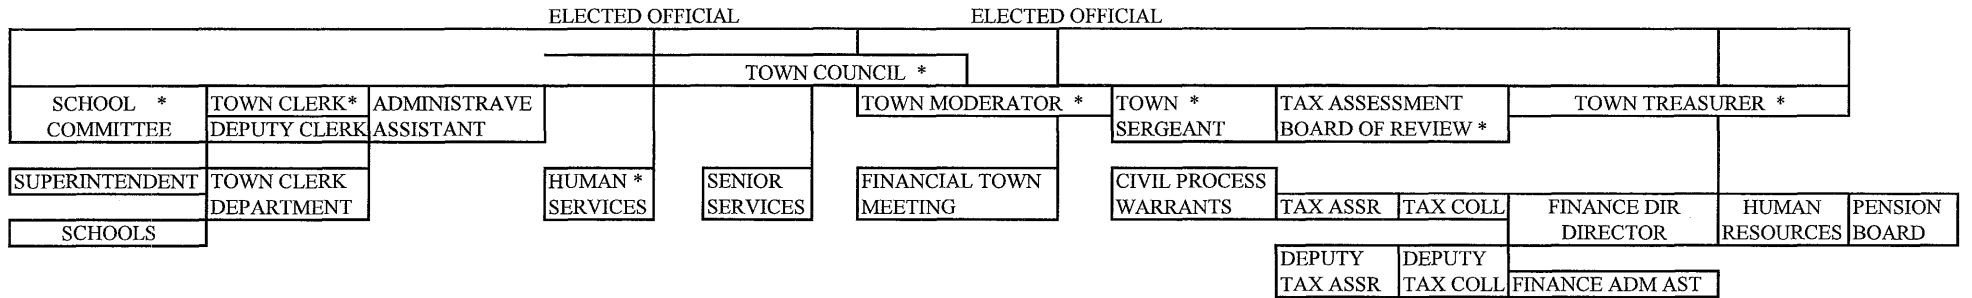 ELECTED OFFICIAL ELECTED OFFICIAL
TOWN COUNCIL *
SCHOOL * TOWN CLERK* ADMINISTRAVE TOWN MODERATOR * TOWN * TAX ASSESSMENT TOWN TREASURER *
COMMITTEE DEPUTY CLERK ASSISTANT SERGEANT BOARD OF REVIEW *
SUPERINTENDENT TOWN CLERK HUMAN * SENIOR FINANCIAL TOWN CIVIL PROCESS
DEPARTMENT SERVICES SERVICES MEETING WARRANTS TAX ASSR TAX COLL FINANCE DIR HUMAN PENSION
SCHOOLS DIRECTOR RESOURCES BOARD
DEPUTY DEPUTY
TAX ASSR TAX COLL FINANCE ADM AST